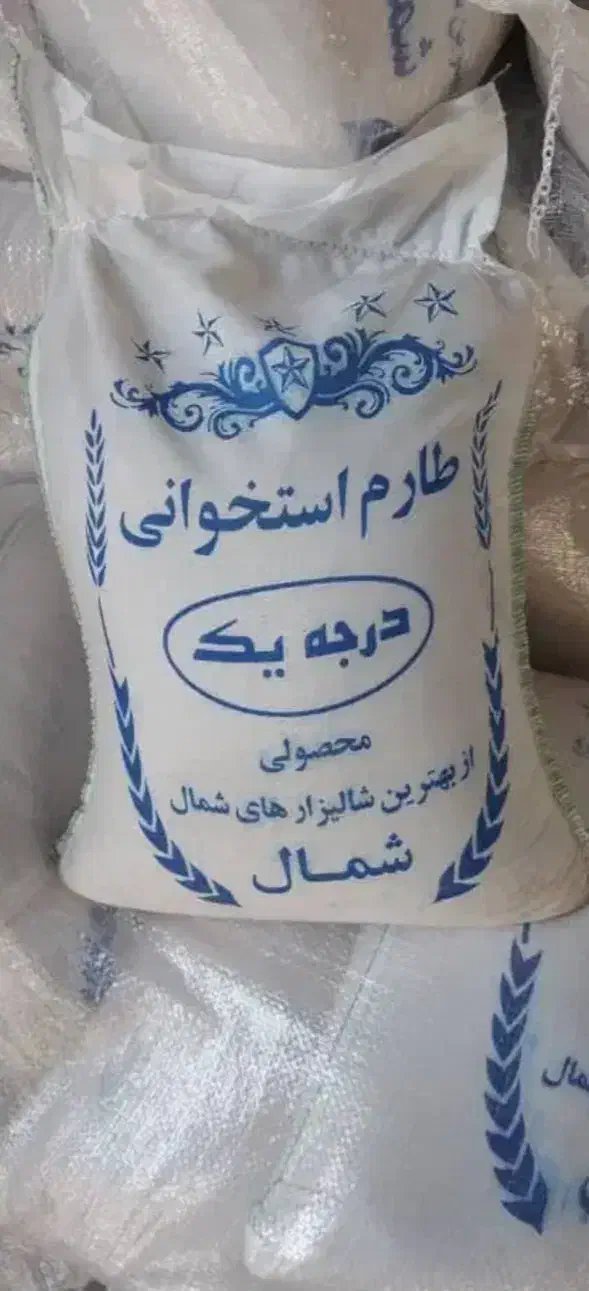 طارم استخوانی
درجه یک
محصولی
از بهترین شالیزار های شمال
شمال